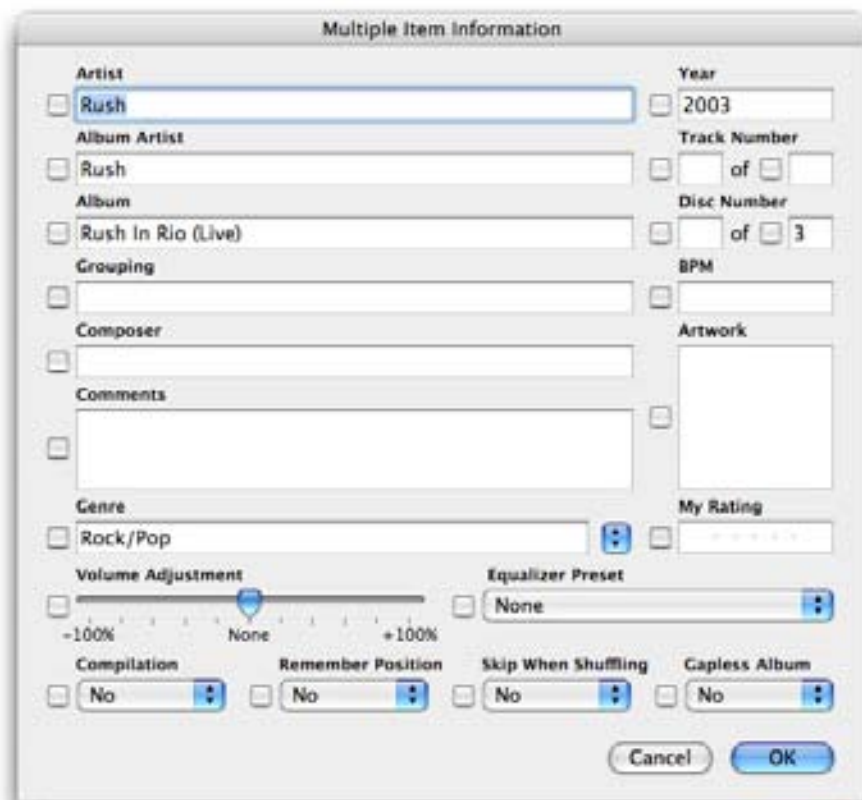 Multiple Item Information
Artist Year
Rush 2003
Album Artist Track Number
Rush of
Album Disc Number
Rush In Rio (Live) of 3
Grouping BPM
Composer Artwork
Comments
Genre My Rating
Rock/Pop
Volume Adjustment Equalizer Preset
None
-100% None +100%
Compilation Remember Position Skip When Shuffling Gapless Album
No No No No
Cancel OK